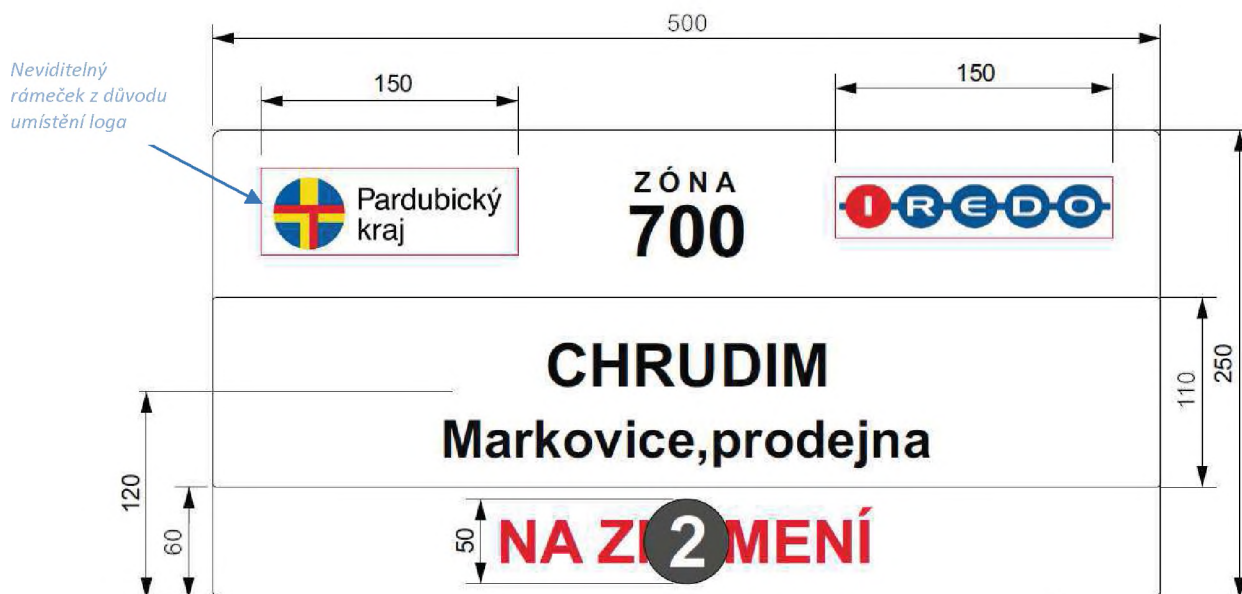 500
Neviditelný
rámeček z důvodu
umístění loga
150
150
Pardubický
kraj
ZÓNA
700
IREDO
CHRUDIM
Markovice,prodejna
110
250
120
60
50
NA
2